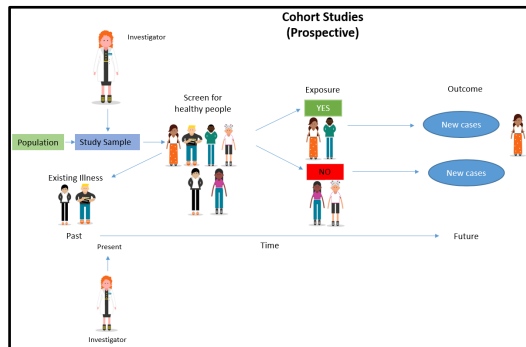 Cohort Studies
(Prospective)
Investigator
Screen for
healthy people
Exposure
Outcome
YES
Population
Study Sample
New cases
NO
New cases
Existing Illness
Past
Time
Future
Present
Investigator